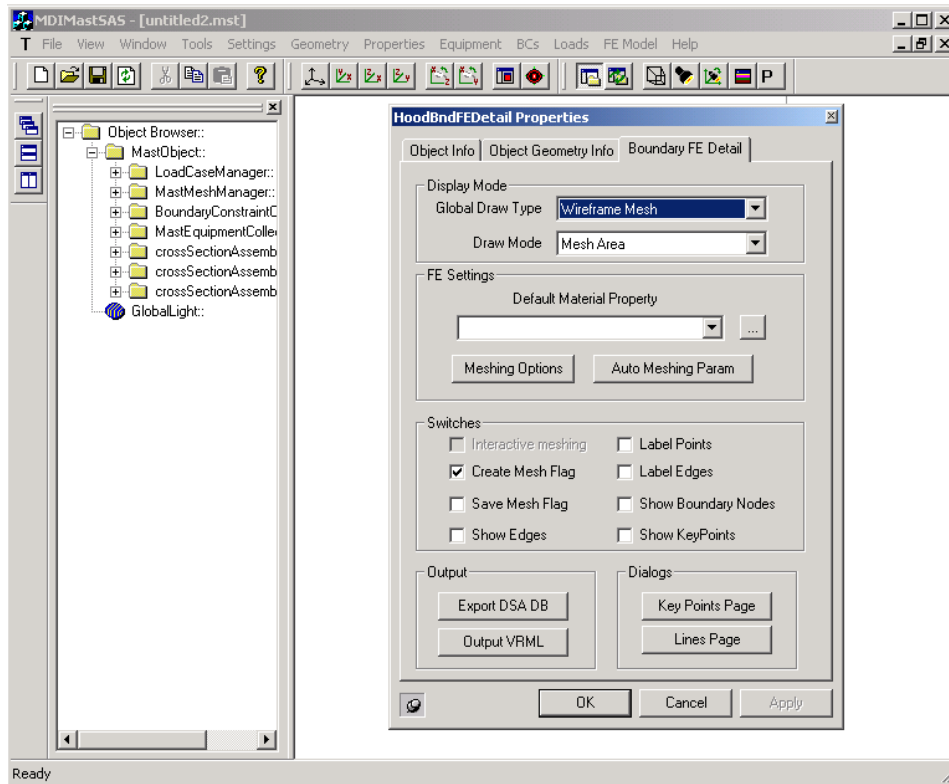 MDIMastSAS - [untitled2.mst]
T File View Window Tools Settings Geometry Properties Equipment BCs Loads FE Model Help
Object Browser::
MastObject::
LoadCaseManager::
MastMeshManager::
BoundaryConstraintC
MastEquipmentColle
crossSectionAssemb
crossSectionAssemb
crossSectionAssemb
GlobalLight::
HoodBndFEDetail Properties
Object Info Object Geometry Info Boundary FE Detail
Display Mode
Global Draw Type Wireframe Mesh
Draw Mode Mesh Area
FE Settings
Default Material Property
...
Meshing Options Auto Meshing Param
Switches
Interactive meshing Label Points
Create Mesh Flag Label Edges
Save Mesh Flag Show Boundary Nodes
Show Edges Show KeyPoints
Output Dialogs
Export DSA DB Key Points Page
Output VRML Lines Page
OK Cancel Apply
Ready